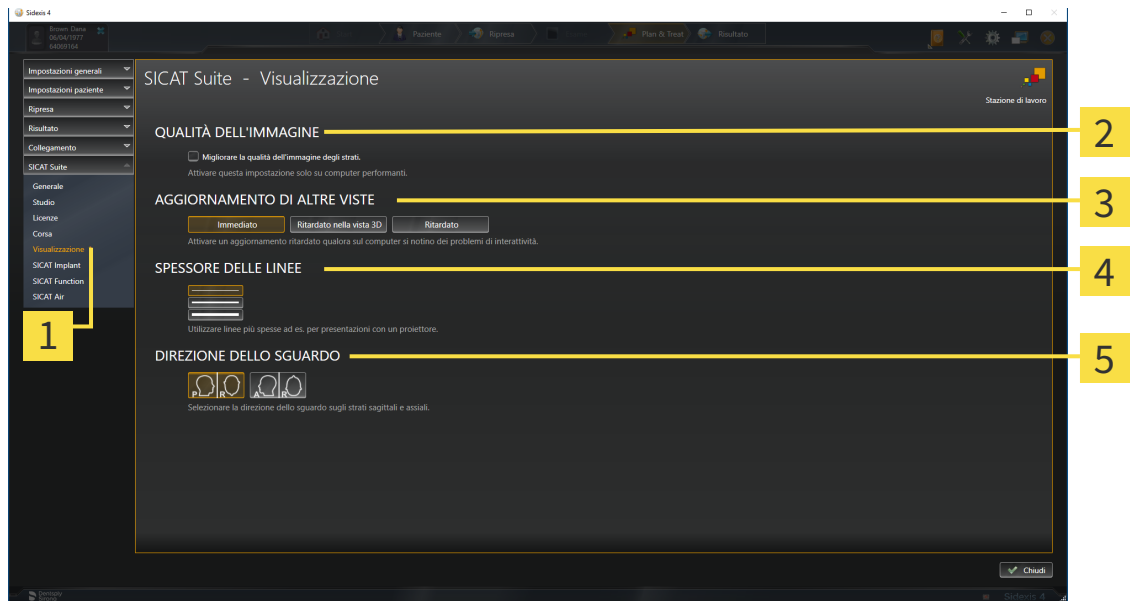 Sidexis 4
Brown Dana
06/04/1977
64069164
Paziente
Ripresa
Plan & Treat
Risultato
Impostazioni generali
Impostazioni paziente
Ripresa
Risultato
Collegamento
SICAT Suite
Generale
Studio
Licenze
Corsa
Visualizzazione
SICAT Implant
SICAT Function
SICAT Air
1
SICAT Suite - Visualizzazione
Stazione di lavoro
QUALITÀ DELL'IMMAGINE
2
Migliorare la qualità dell'immagine degli strati.
Attivare questa impostazione solo su computer performanti.
AGGIORNAMENTO DI ALTRE VISTE
3
Immediato
Ritardato nella vista 3D
Ritardato
Attivare un aggiornamento ritardato qualora sul computer si notino dei problemi di interattività.
SPESSORE DELLE LINEE
4
Utilizzare linee più spesse ad es. per presentazioni con un proiettore.
DIREZIONE DELLO SGUARDO
5
P R A R
Selezionare la direzione dello sguardo sugli strati sagittali e assiali.
Chiudi
Dentsply
Sirona
Sidexis 4